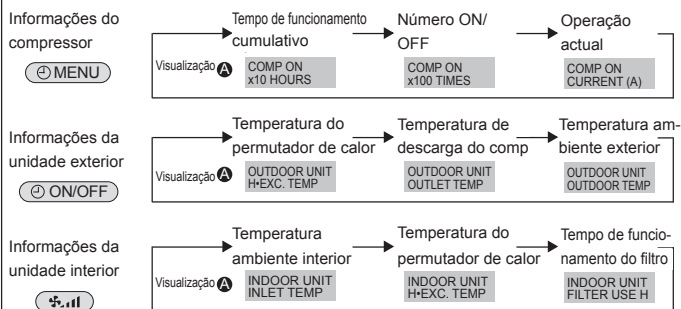 Informações do
compressor
MENU
Visualização A
Tempo de funcionamento
cumulativo
COMP ON
x10 HOURS
Número ON/
OFF
COMP ON
x100 TIMES
Operação
actual
COMP ON
CURRENT (A)
Informações da
unidade exterior
ON/OFF
Visualização A
Temperatura do
permutador de calor
OUTDOOR UNIT
H•EXC. TEMP
Temperatura de
descarga do comp
OUTDOOR UNIT
OUTLET TEMP
Temperatura am-
biente exterior
OUTDOOR UNIT
OUTDOOR TEMP
Informações da
unidade interior
Visualização A
Temperatura
ambiente interior
INDOOR UNIT
INLET TEMP
Temperatura do
permutador de calor
INDOOR UNIT
H•EXC. TEMP
Tempo de funcio-
namento do filtro
INDOOR UNIT
FILTER USE H